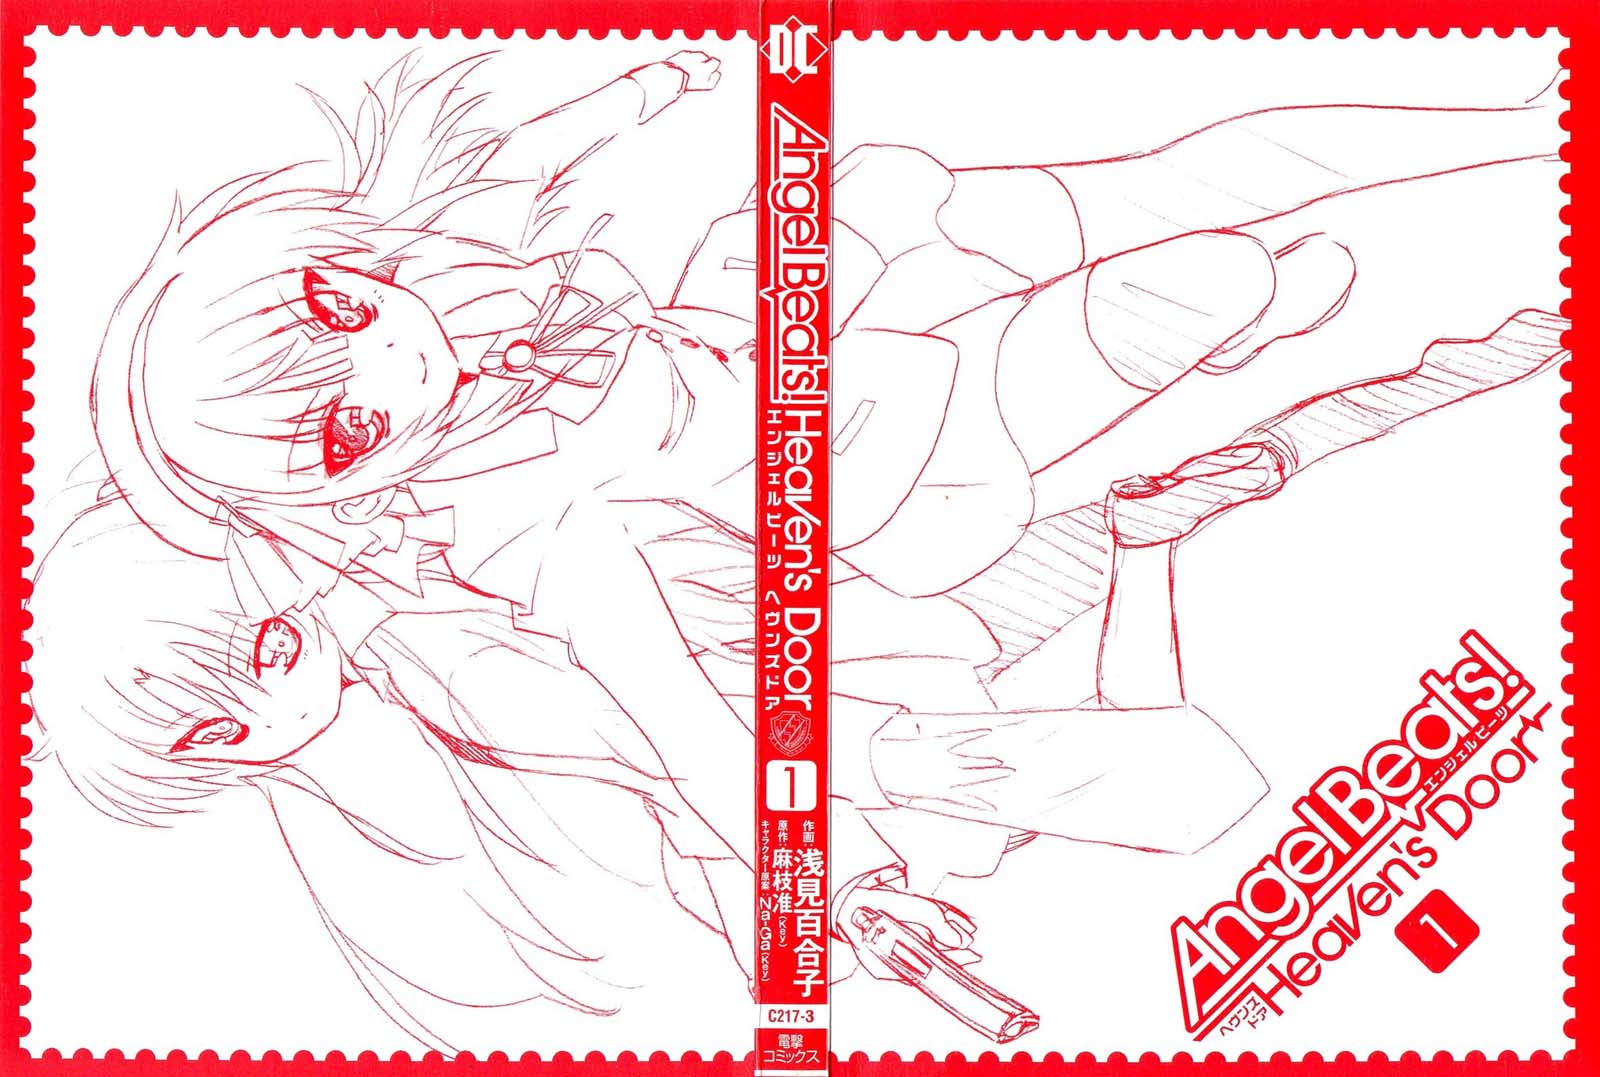 DC
Angel Beats!
Heaven's Door
エンジェルビーツ ヘヴンズドア
1
作画:浅見百合子
原作:麻枝准(Key)
キャラクター原案:Na-Ga(Key)
C217-3
電撃
コミックス
Angel Beats!
エンジェルビーツ
Heaven's Door
ヘヴンズ
ドア
1